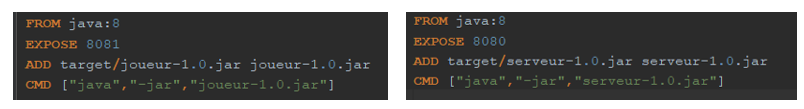 FROM java:8
EXPOSE 8081
ADD target/joueur-1.0.jar joueur-1.0.jar
CMD ["java","-jar","joueur-1.0.jar"]
FROM java:8
EXPOSE 8080
ADD target/serveur-1.0.jar serveur-1.0.jar
CMD ["java","-jar","serveur-1.0.jar"]